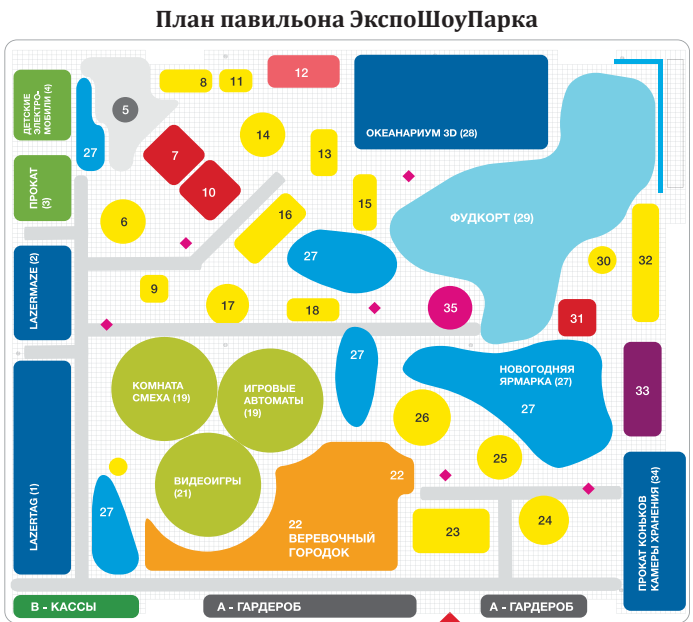 План павильона ЭкспоШоуПарка
ДЕТСКИЕ
ЭЛЕКТРО-
МОБИЛИ (4)
27
5
8
11
12
ОКЕАНАРИУМ 3D (28)
14
13
7
10
ПРОКАТ
(3)
6
16
15
ФУДКОРТ (29)
27
30
32
LAZERMAZE (2)
9
17
18
35
31
27
КОМНАТА
СМЕХА (19)
ИГРОВЫЕ
АВТОМАТЫ
(19)
НОВОГОДНЯЯ
ЯРМАРКА (27)
27
33
26
25
LAZERTAG (1)
27
ВИДЕОИГРЫ
(21)
22
22
ВЕРЕВОЧНЫЙ
ГОРОДОК
23
24
ПРОКАТ КОНЬКОВ
КАМЕРЫ ХРАНЕНИЯ (34)
В - КАССЫ
А - ГАРДЕРОБ
А - ГАРДЕРОБ